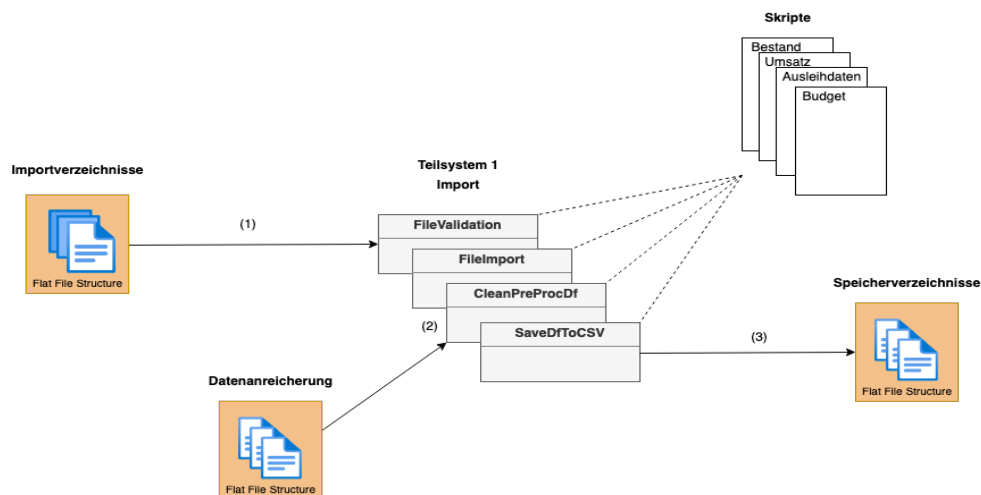 Skripte
Bestand
Umsatz
Ausleihdaten
Budget
Teilsystem 1
Import
Importverzeichnisse
Flat File Structure
(1)
FileValidation
FileImport
CleanPreProcDf
SaveDfToCSV
(2)
Datenanreicherung
Flat File Structure
(3)
Speicherverzeichnisse
Flat File Structure